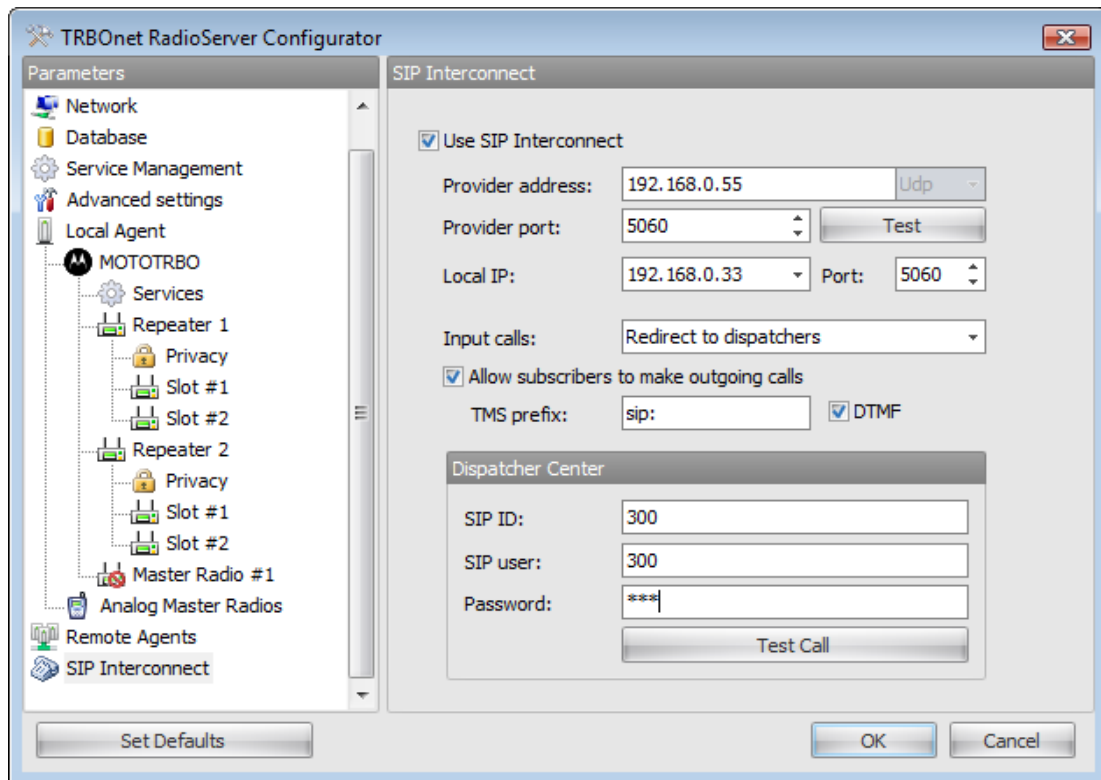 TRBOnet RadioServer Configurator
Parameters
Network
Database
Service Management
Advanced settings
Local Agent
MOTOTRBO
Services
Repeater 1
Privacy
Slot #1
Slot #2
Repeater 2
Privacy
Slot #1
Slot #2
Master Radio #1
Analog Master Radios
Remote Agents
SIP Interconnect
Set Defaults
SIP Interconnect
Use SIP Interconnect
Provider address: 192.168.0.55 Udp
Provider port: 5060 Test
Local IP: 192.168.0.33 Port: 5060
Input calls: Redirect to dispatchers
Allow subscribers to make outgoing calls
TMS prefix: sip: DTMF
Dispatcher Center
SIP ID: 300
SIP user: 300
Password: ***
Test Call
OK Cancel